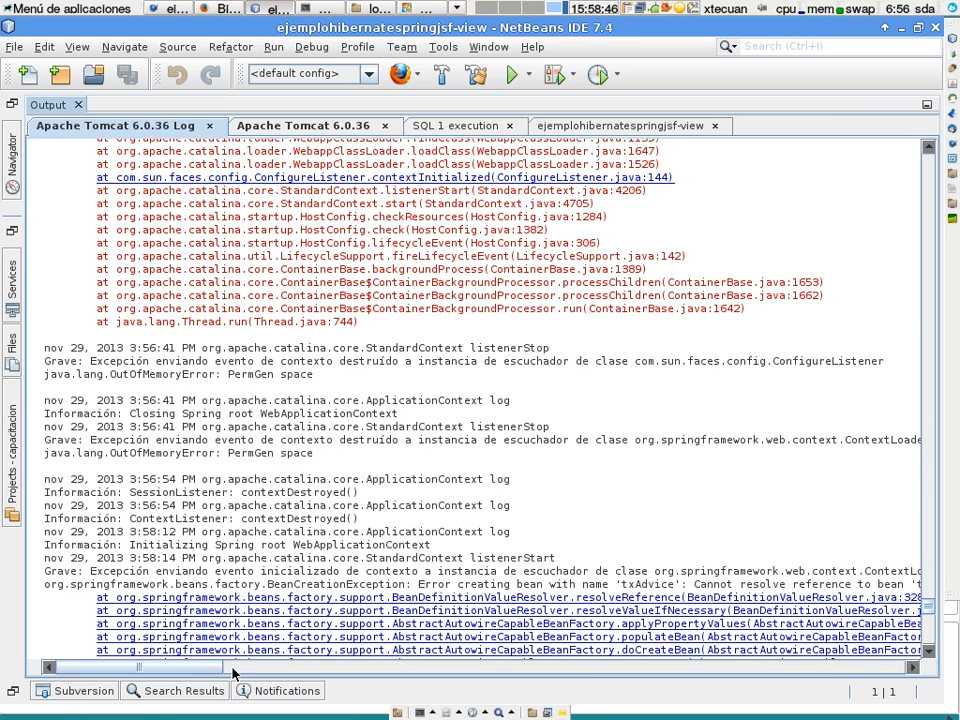 Menú de aplicaciones
el...
Bl...
ej...
lo...
...
15:58:46
xtecuan
cpu
mem
swap
6:56 sda
ejemplohibernatespringjsf-view - NetBeans IDE 7.4
File Edit View Navigate Source Refactor Run Debug Profile Team Tools Window Help
Search (Ctrl+I)
<default config>
Output
Apache Tomcat 6.0.36 Log
Apache Tomcat 6.0.36
SQL 1 execution
ejemplohibernatespringjsf-view
Navigator
Services
Files
Projects - capacitacion
at org.apache.catalina.loader.WebappClassLoader.loadClass(WebappClassLoader.java:1647)
at org.apache.catalina.loader.WebappClassLoader.loadClass(WebappClassLoader.java:1526)
at com.sun.faces.config.ConfigureListener.contextInitialized(ConfigureListener.java:144)
at org.apache.catalina.core.StandardContext.listenerStart(StandardContext.java:4206)
at org.apache.catalina.core.StandardContext.start(StandardContext.java:4705)
at org.apache.catalina.startup.HostConfig.checkResources(HostConfig.java:1284)
at org.apache.catalina.startup.HostConfig.check(HostConfig.java:1382)
at org.apache.catalina.startup.HostConfig.lifecycleEvent(HostConfig.java:306)
at org.apache.catalina.util.LifecycleSupport.fireLifecycleEvent(LifecycleSupport.java:142)
at org.apache.catalina.core.ContainerBase.backgroundProcess(ContainerBase.java:1389)
at org.apache.catalina.core.ContainerBase$ContainerBackgroundProcessor.processChildren(ContainerBase.java:1653)
at org.apache.catalina.core.ContainerBase$ContainerBackgroundProcessor.processChildren(ContainerBase.java:1662)
at org.apache.catalina.core.ContainerBase$ContainerBackgroundProcessor.run(ContainerBase.java:1642)
at java.lang.Thread.run(Thread.java:744)
nov 29, 2013 3:56:41 PM org.apache.catalina.core.StandardContext listenerStop
Grave: Excepción enviando evento de contexto destruído a instancia de escuchador de clase com.sun.faces.config.ConfigureListener
java.lang.OutOfMemoryError: PermGen space
nov 29, 2013 3:56:41 PM org.apache.catalina.core.ApplicationContext log
Información: Closing Spring root WebApplicationContext
nov 29, 2013 3:56:41 PM org.apache.catalina.core.StandardContext listenerStop
Grave: Excepción enviando evento de contexto destruído a instancia de escuchador de clase org.springframework.web.context.ContextLoade
java.lang.OutOfMemoryError: PermGen space
nov 29, 2013 3:56:54 PM org.apache.catalina.core.ApplicationContext log
Información: SessionListener: contextDestroyed()
nov 29, 2013 3:56:54 PM org.apache.catalina.core.ApplicationContext log
Información: ContextListener: contextDestroyed()
nov 29, 2013 3:58:12 PM org.apache.catalina.core.ApplicationContext log
Información: Initializing Spring root WebApplicationContext
nov 29, 2013 3:58:14 PM org.apache.catalina.core.StandardContext listenerStart
Grave: Excepción enviando evento inicializado de contexto a instancia de escuchador de clase org.springframework.web.context.ContextLo
org.springframework.beans.factory.BeanCreationException: Error creating bean with name 'txAdvice': Cannot resolve reference to bean 't
at org.springframework.beans.factory.support.BeanDefinitionValueResolver.resolveReference(BeanDefinitionValueResolver.java:328
at org.springframework.beans.factory.support.BeanDefinitionValueResolver.resolveValueIfNecessary(BeanDefinitionValueResolver.j
at org.springframework.beans.factory.support.AbstractAutowireCapableBeanFactory.applyPropertyValues(AbstractAutowireCapableBea
at org.springframework.beans.factory.support.AbstractAutowireCapableBeanFactory.populateBean(AbstractAutowireCapableBeanFactor
at org.springframework.beans.factory.support.AbstractAutowireCapableBeanFactory.doCreateBean(AbstractAutowireCapableBeanFactor
Subversion
Search Results
Notifications
1 | 1